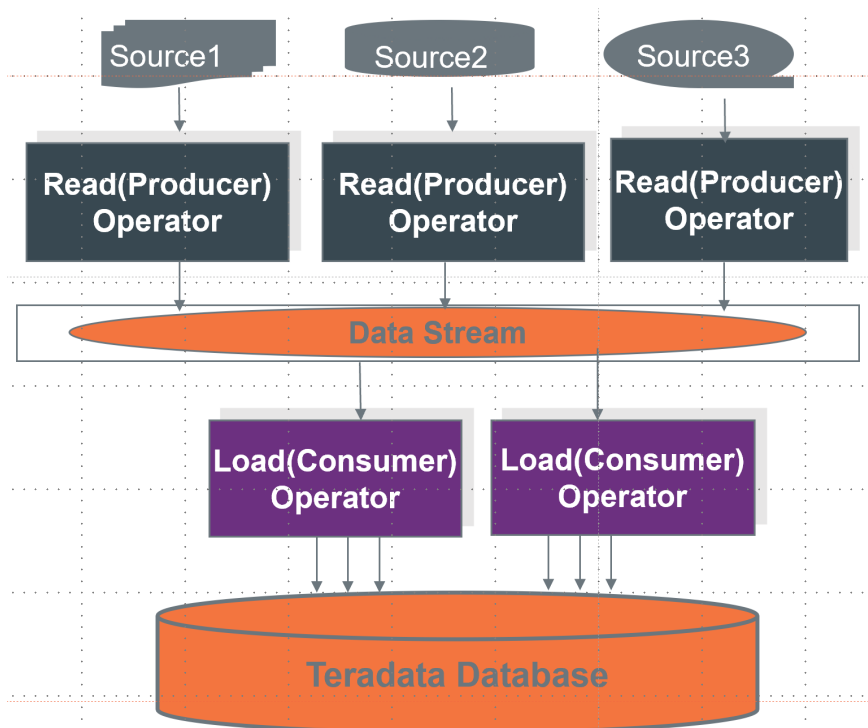 Source1
Source2
Source3
Read(Producer)
Operator
Read(Producer)
Operator
Read(Producer)
Operator
Data Stream
Load(Consumer)
Operator
Load(Consumer)
Operator
Teradata Database